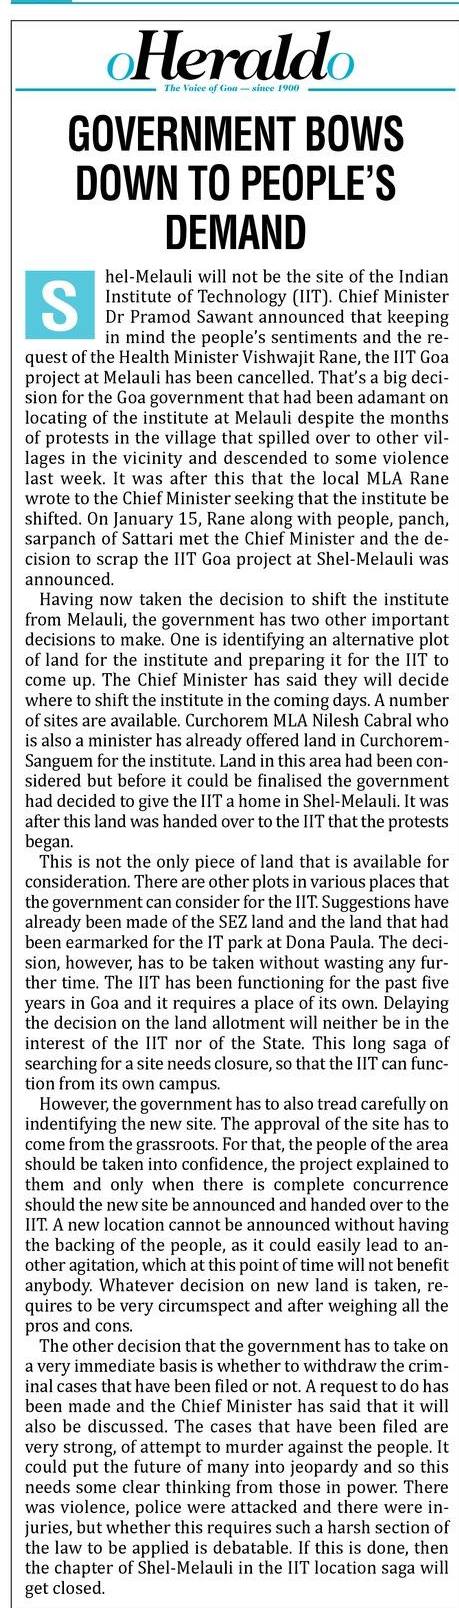 oHeraldo
The Voice of Goa — since 1900
GOVERNMENT BOWS
DOWN TO PEOPLE'S
DEMAND
Shel-Melauli will not be the site of the Indian
Institute of Technology (IIT). Chief Minister
Dr Pramod Sawant announced that keeping
in mind the people's sentiments and the re-
quest of the Health Minister Vishwajit Rane, the IIT Goa
project at Melauli has been cancelled. That's a big deci-
sion for the Goa government that had been adamant on
locating of the institute at Melauli despite the months
of protests in the village that spilled over to other vil-
lages in the vicinity and descended to some violence
last week. It was after this that the local MLA Rane
wrote to the Chief Minister seeking that the institute be
shifted. On January 15, Rane along with people, panch,
sarpanch of Sattari met the Chief Minister and the de-
cision to scrap the IIT Goa project at Shel-Melauli was
announced.
Having now taken the decision to shift the institute
from Melauli, the government has two other important
decisions to make. One is identifying an alternative plot
of land for the institute and preparing it for the IIT to
come up. The Chief Minister has said they will decide
where to shift the institute in the coming days. A number
of sites are available. Curchorem MLA Nilesh Cabral who
is also a minister has already offered land in Curchorem-
Sanguem for the institute. Land in this area had been con-
sidered but before it could be finalised the government
had decided to give the IIT a home in Shel-Melauli. It was
after this land was handed over to the IIT that the protests
began.
This is not the only piece of land that is available for
consideration. There are other plots in various places that
the government can consider for the IIT. Suggestions have
already been made of the SEZ land and the land that had
been earmarked for the IT park at Dona Paula. The deci-
sion, however, has to be taken without wasting any fur-
ther time. The IIT has been functioning for the past five
years in Goa and it requires a place of its own. Delaying
the decision on the land allotment will neither be in the
interest of the IIT nor of the State. This long saga of
searching for a site needs closure, so that the IIT can func-
tion from its own campus.
However, the government has to also tread carefully on
indentifying the new site. The approval of the site has to
come from the grassroots. For that, the people of the area
should be taken into confidence, the project explained to
them and only when there is complete concurrence
should the new site be announced and handed over to the
IIT. A new location cannot be announced without having
the backing of the people, as it could easily lead to an-
other agitation, which at this point of time will not benefit
anybody. Whatever decision on new land is taken, re-
quires to be very circumspect and after weighing all the
pros and cons.
The other decision that the government has to take on
a very immediate basis is whether to withdraw the crim-
inal cases that have been filed or not. A request to do has
been made and the Chief Minister has said that it will
also be discussed. The cases that have been filed are
very strong, of attempt to murder against the people. It
could put the future of many into jeopardy and so this
needs some clear thinking from those in power. There
was violence, police were attacked and there were in-
juries, but whether this requires such a harsh section of
the law to be applied is debatable. If this is done, then
the chapter of Shel-Melauli in the IIT location saga will
get closed.